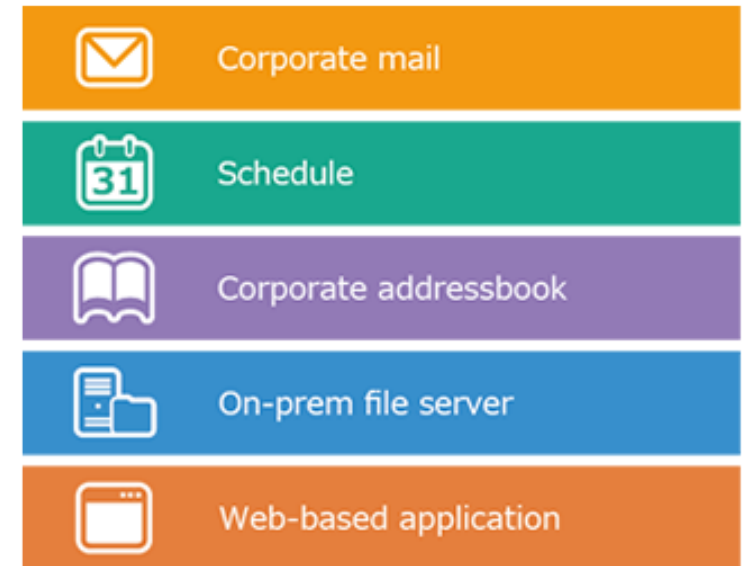 Corporate mail
31
Schedule
Corporate addressbook
On-prem file server
Web-based application